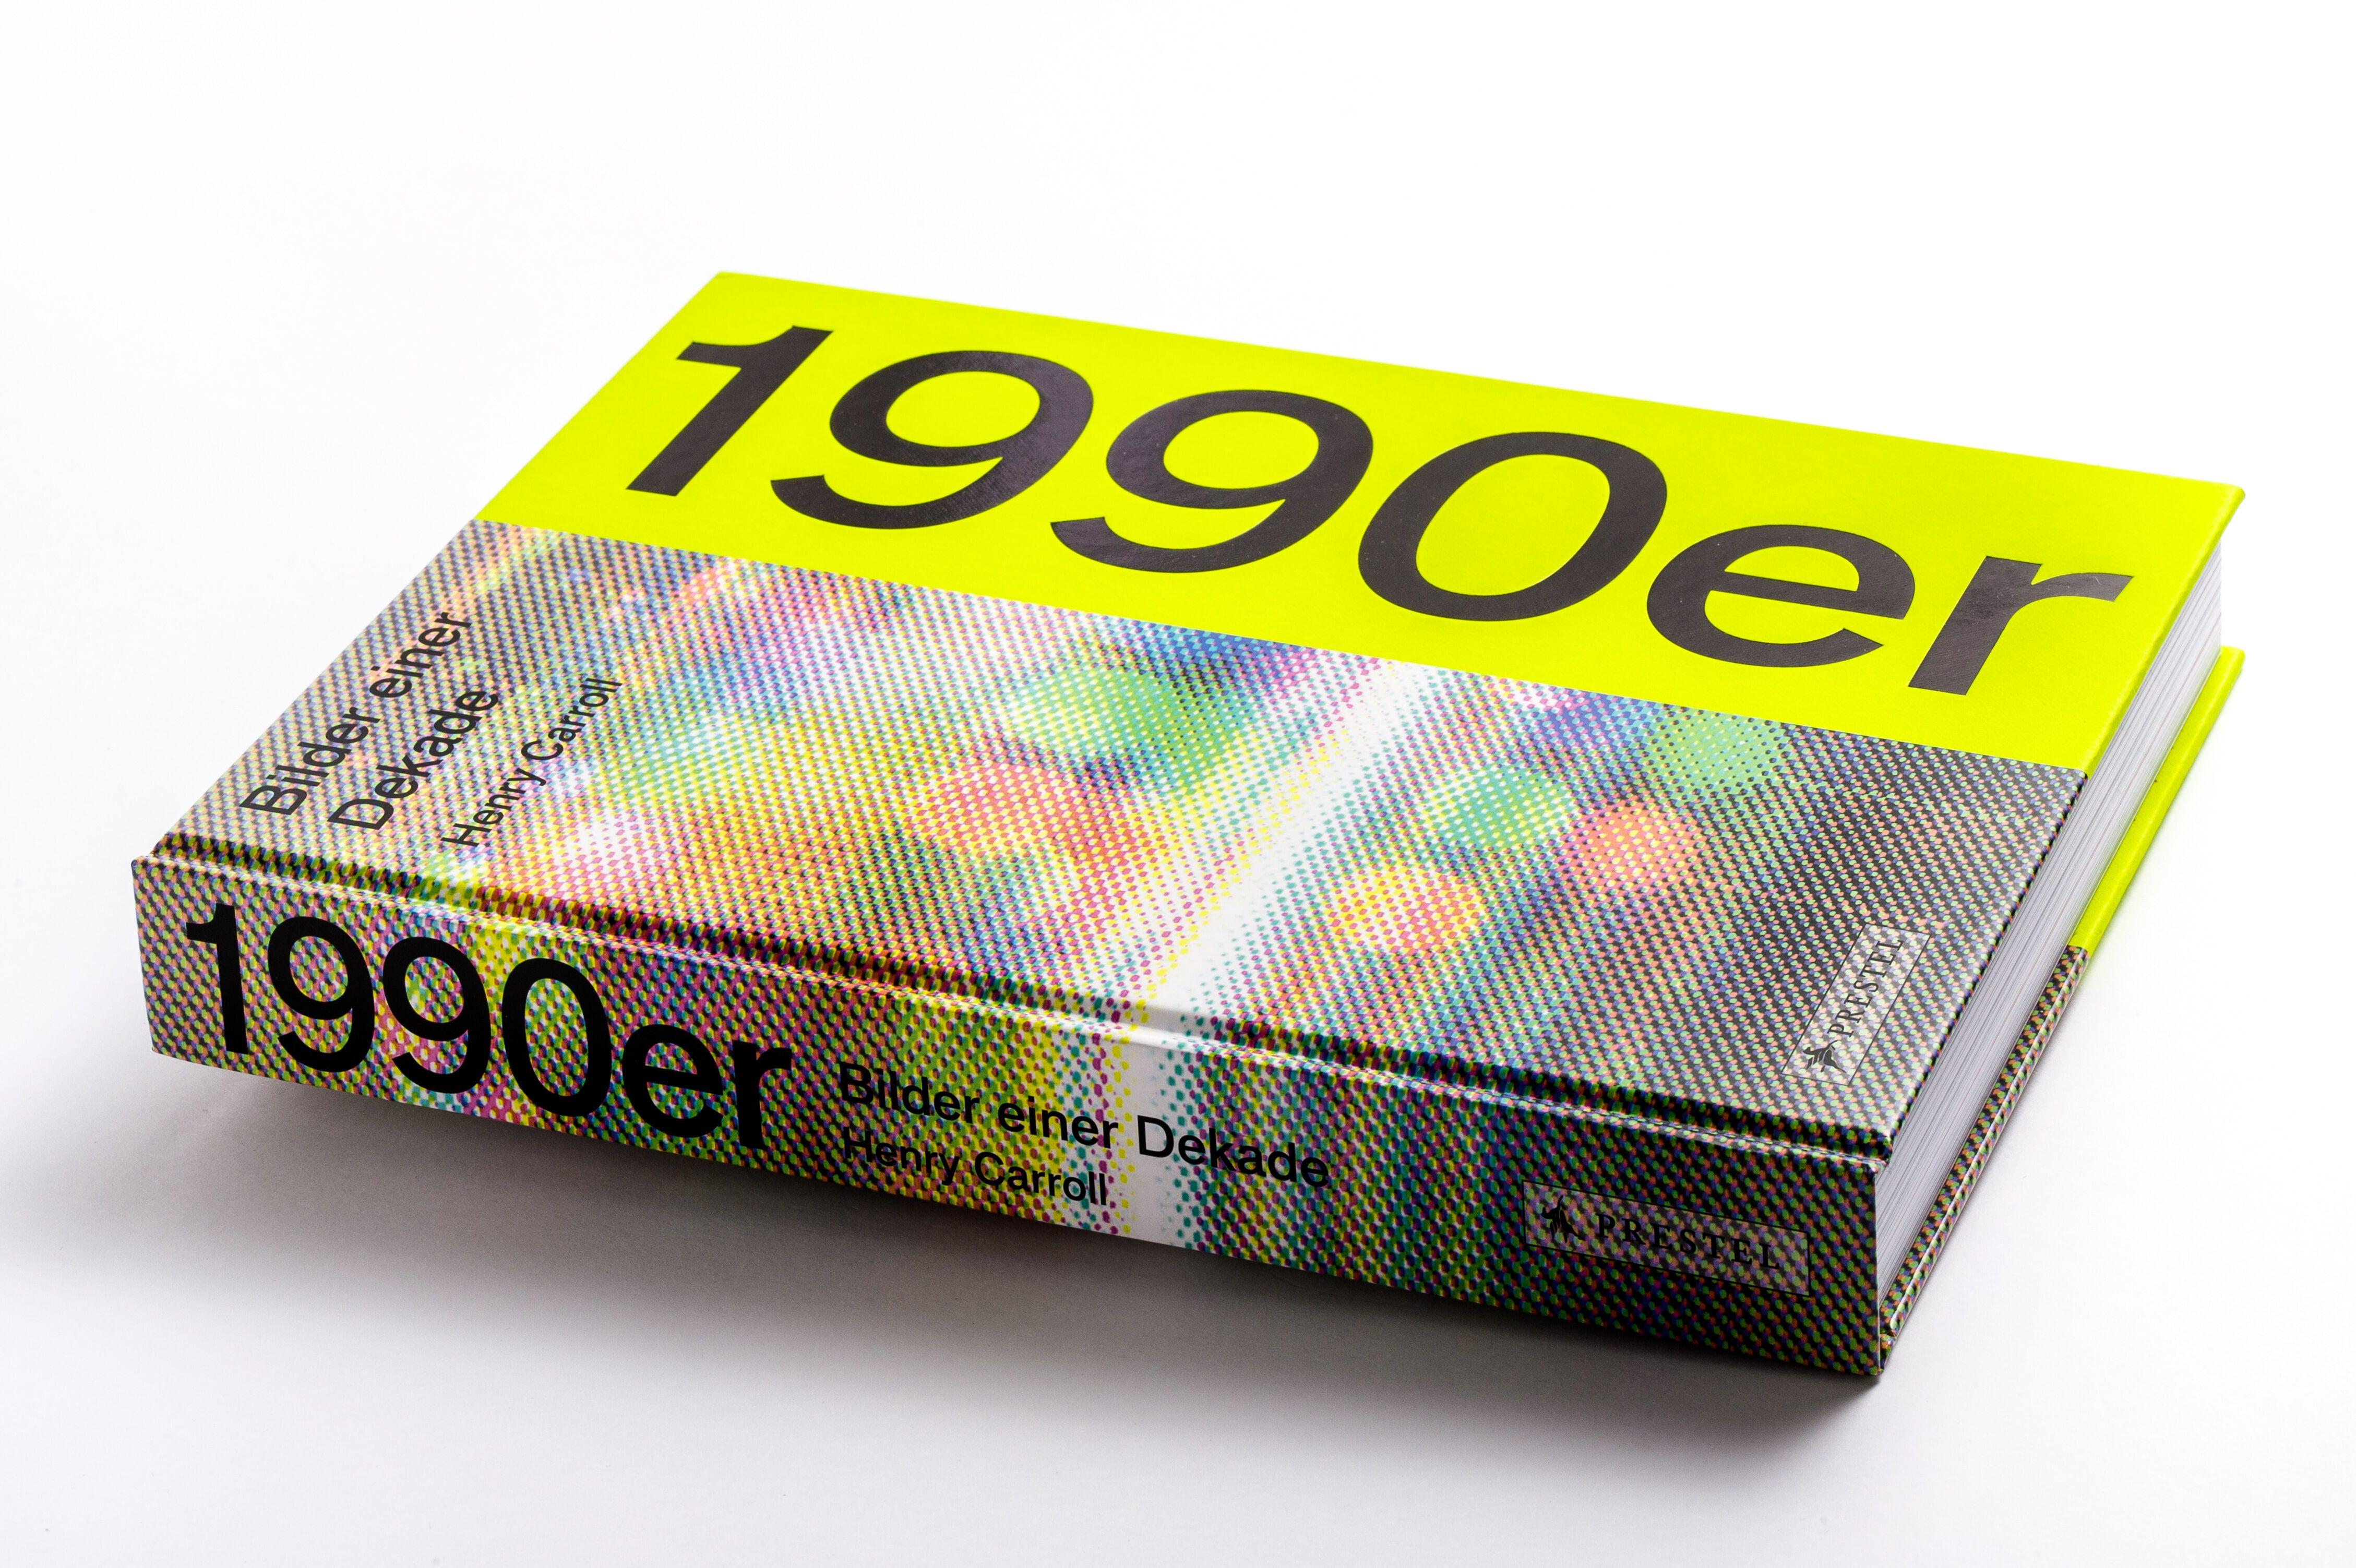 1990er
Bilder einer
Dekade
Henry Carroll
PRESTEL
1990er
Bilder einer Dekade
Henry Carroll
PRESTEL